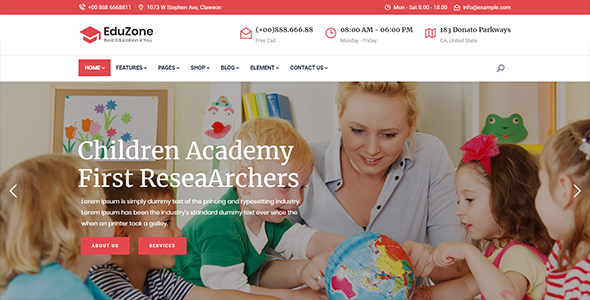 +00 888 6668811 1073 W Stephen Ave, Clawson Mon - Sat 8.00 - 18.00 info@example.com
EduZone
Best Education 4 You
(+00)888.666.88 08:00 AM - 06:00 PM 183 Donato Parkways
Free Call Monday - Friday CA, United State
HOME FEATURES PAGES SHOP BLOG ELEMENT CONTACT US
Children Academy
First ReseaArchers
Lorem Ipsum is simply dummy text of the printing and typesetting industry.
Lorem Ipsum has been the industry's standard dummy text ever since the
when an unknown printer took a galley.
ABOUT US SERVICES